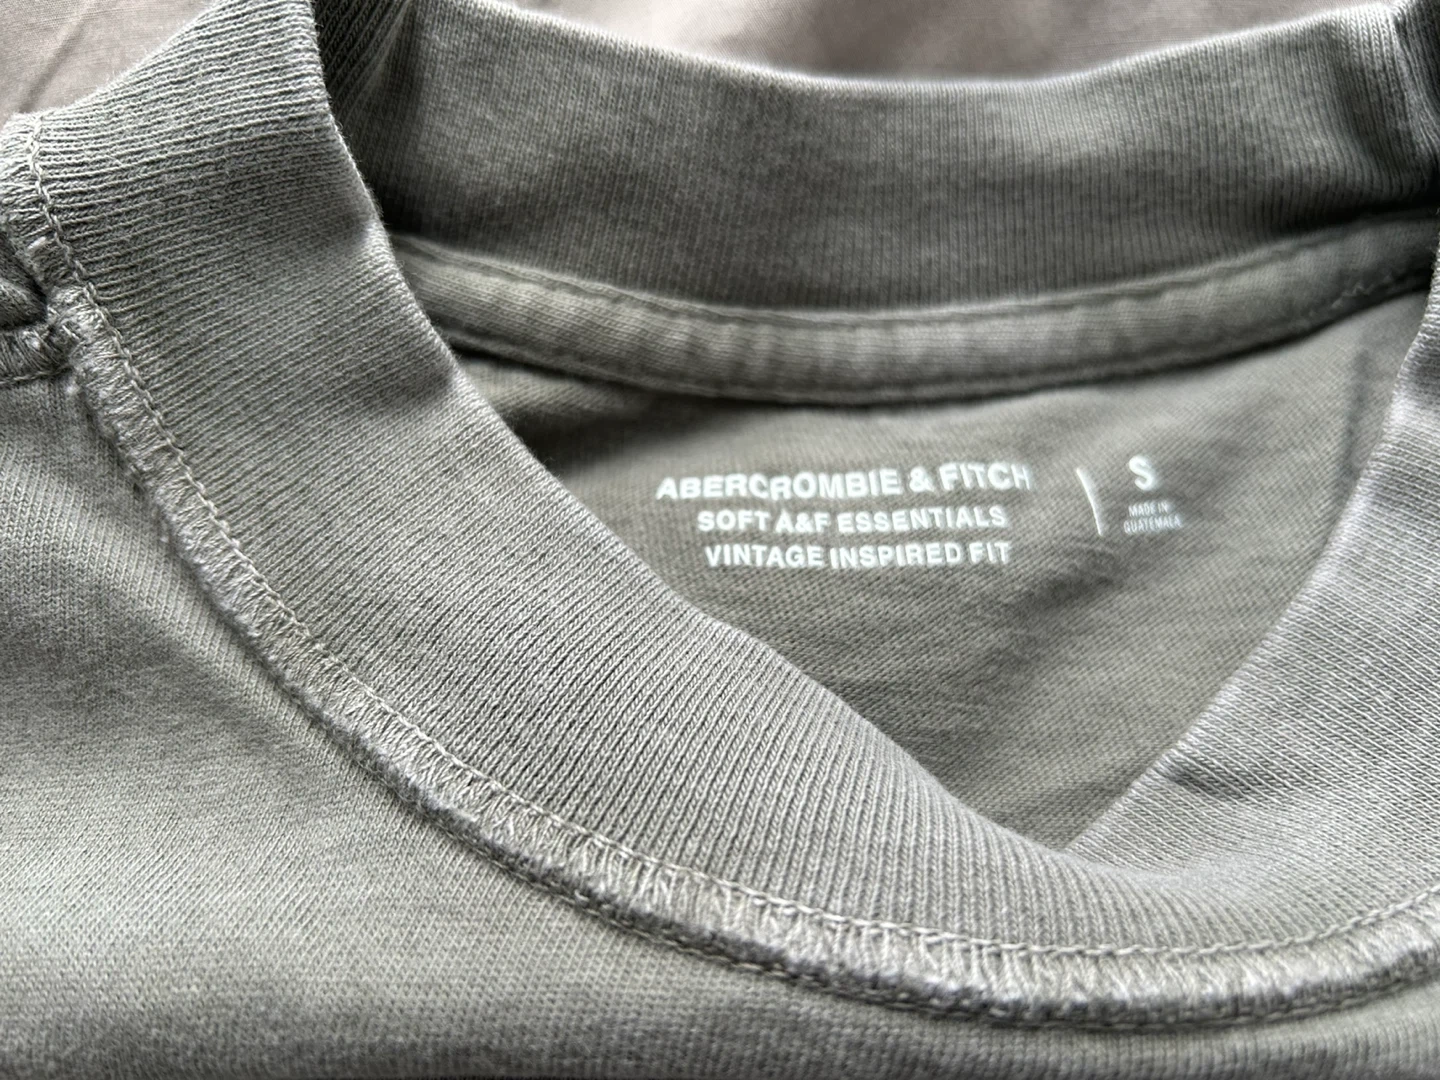 ABERCROMBIE & FITCH
SOFT A&F ESSENTIALS
VINTAGE INSPIRED FIT
S
MADE IN
GUATEMALA